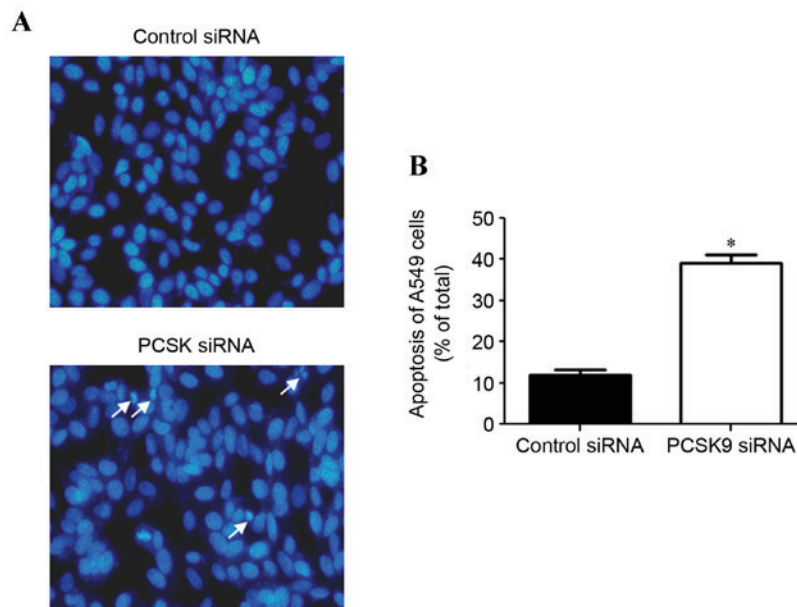 A
Control siRNA
PCSK siRNA
B
Apoptosis of A549 cells
(% of total)
50
40
30
20
10
0
*
Control siRNA
PCSK9 siRNA